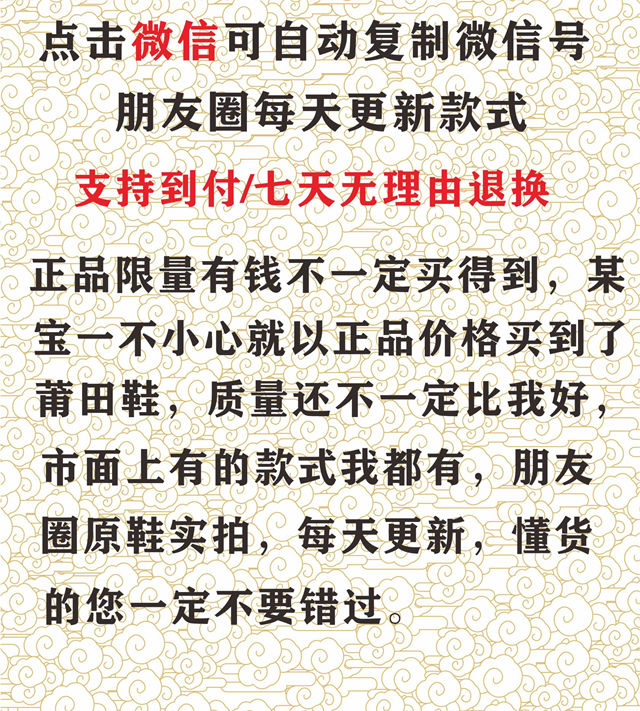 点击微信可自动复制微信号
朋友圈每天更新款式
支持到付/七天无理由退换
正品限量有钱不一定买得到，某
宝一不小心就以正品价格买到了
莆田鞋，质量还不一定比我好，
市面上有的款式我都有，朋友
圈原鞋实拍，每天更新，懂货
的您一定不要错过。